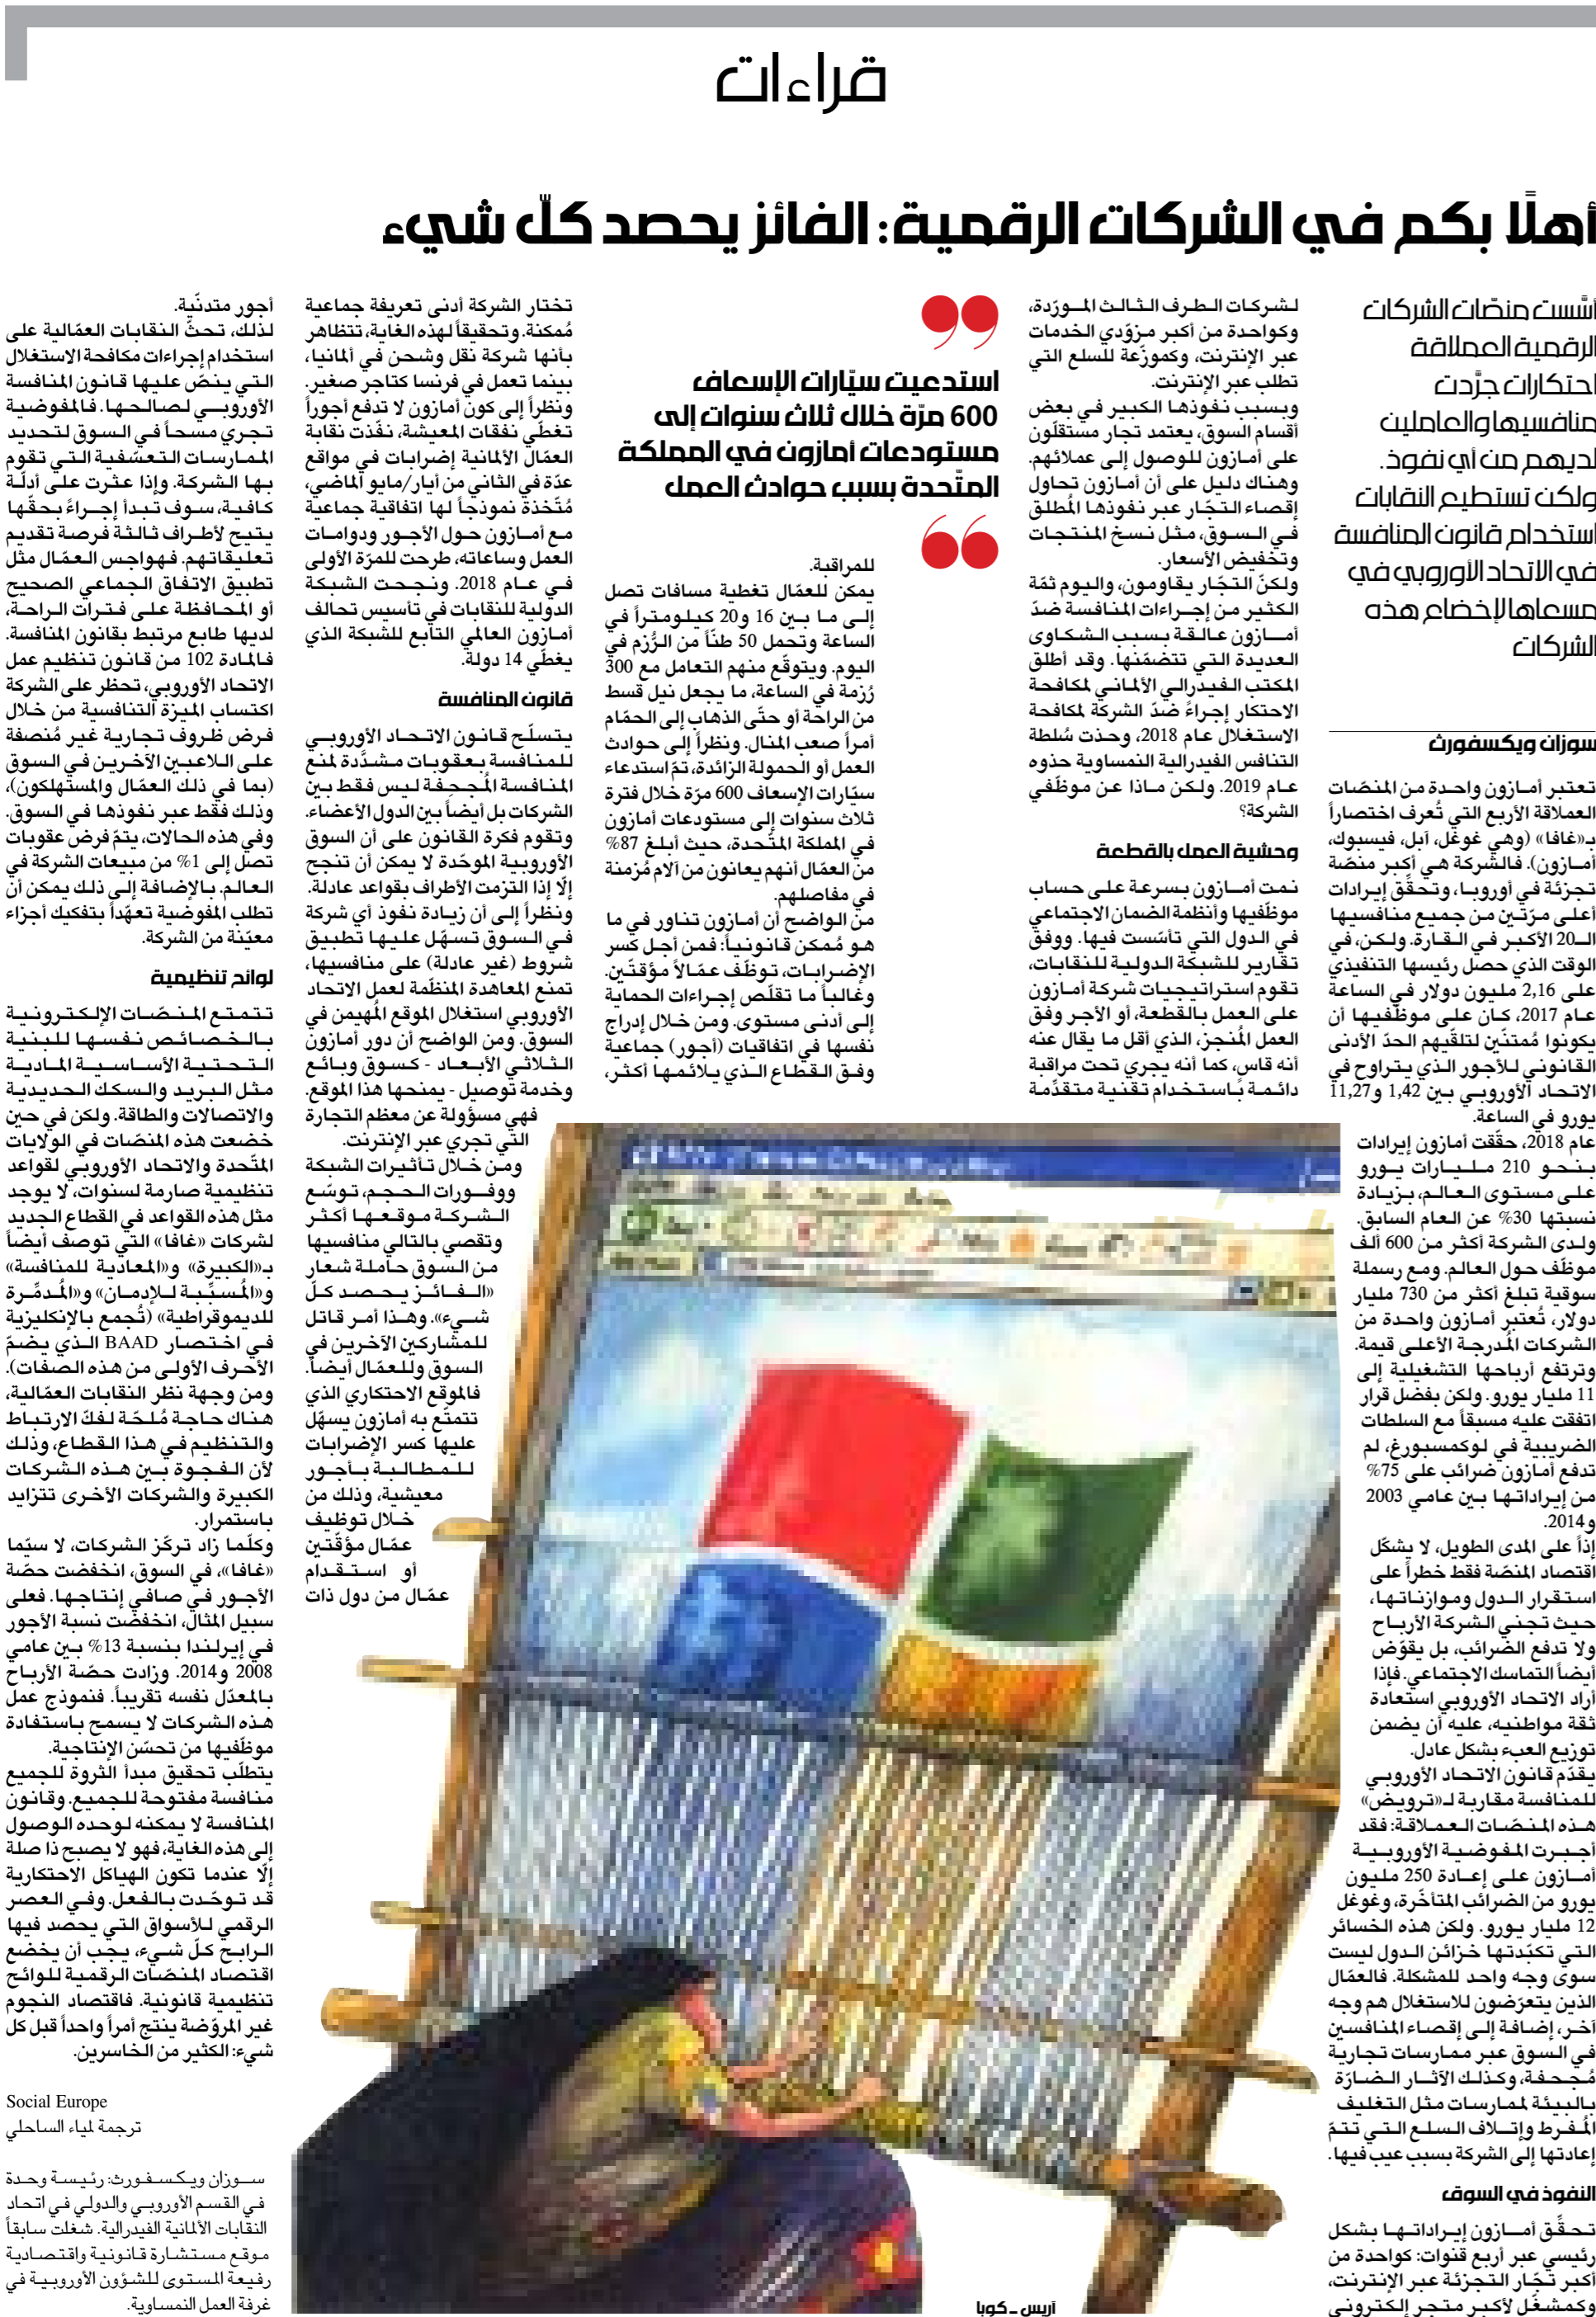 قراءات
أهلًا بكم في الشركات الرقمية: الفائز يحصد كلّ شيء
أسَّست منصّات الشركات
الرقمية العملاقة
احتكارات جرَّدت
منافسيها والعاملين
لديهم من أي نفوذ.
ولكن تستطيع النقابات
استخدام قانون المنافسة
في الاتحاد الأوروبي في
مسعاها لإخضاع هذه
الشركات
سوزان ويكسفورث
تعتبر أمازون واحدة من المنصّات
العملاقة الأربع التي تُعرف اختصاراً
بـ«غافا» (وهي غوغل، آبل، فيسبوك،
أمازون). فالشركة هي أكبر منصّة
تجزئة في أوروبا، وتحقِّق إيرادات
أعلى مرّتين من جميع منافسيها
الـ20 الأكبر في القارة. ولكن، في
الوقت الذي حصل رئيسها التنفيذي
على 2,16 مليون دولار في الساعة
عام 2017، كان على موظّفيها أن
يكونوا مُمتنّين لتلقّيهم الحدّ الأدنى
القانوني للأجور الذي يتراوح في
الاتحاد الأوروبي بين 1,42 و11,27
يورو في الساعة.
عام 2018، حقّقت أمازون إيرادات
بنحو 210 مليارات يورو
على مستوى العالم، بزيادة
نسبتها 30% عن العام السابق.
ولدى الشركة أكثر من 600 ألف
موظّف حول العالم. ومع رسملة
سوقية تبلغ أكثر من 730 مليار
دولار، تُعتبر أمازون واحدة من
الشركات المُدرجة الأعلى قيمة.
وترتفع أرباحها التشغيلية إلى
11 مليار يورو. ولكن بفضل قرار
اتفقت عليه مسبقاً مع السلطات
الضريبية في لوكمسبورغ، لم
تدفع أمازون ضرائب على 75%
من إيراداتها بين عامي 2003
و2014.
إذاً على المدى الطويل، لا يشكّل
اقتصاد المنصّة فقط خطراً على
استقرار الدول وموازناتها،
حيث تجني الشركة الأرباح
ولا تدفع الضرائب، بل يقوّض
أيضاً التماسك الاجتماعي. فإذا
أراد الاتحاد الأوروبي استعادة
ثقة مواطنيه، عليه أن يضمن
توزيع العبء بشكل عادل.
يقدّم قانون الاتحاد الأوروبي
للمنافسة مقاربة لـ«ترويض»
هذه المنصّات العملاقة: فقد
أجبرت المفوضية الأوروبية
أمازون على إعادة 250 مليون
يورو من الضرائب المتأخّرة، وغوغل
12 مليار يورو. ولكن هذه الخسائر
التي تكبّدتها خزائن الدول ليست
سوى وجه واحد للمشكلة. فالعمّال
الذين يتعرّضون للاستغلال هم وجه
آخر، إضافة إلى إقصاء المنافسين
في السوق عبر ممارسات تجارية
مُجحفة، وكذلك الآثار الضارّة
بالبيئة لممارسات مثل التغليف
المُفرط وإتلاف السلع التي تتمّ
إعادتها إلى الشركة بسبب عيب فيها.
النفوذ في السوق
تحقِّق أمازون إيراداتها بشكل
رئيسي عبر أربع قنوات: كواحدة من
أكبر تجّار التجزئة عبر الإنترنت،
وكمشغّل لأكبر متجر إلكتروني
لشركات الطرف الثالث المورّدة،
وكواحدة من أكبر مزوّدي الخدمات
عبر الإنترنت، وكموزّعة للسلع التي
تطلب عبر الإنترنت.
وبسبب نفوذها الكبير في بعض
أقسام السوق، يعتمد تجار مستقلّون
على أمازون للوصول إلى عملائهم.
وهناك دليل على أن أمازون تحاول
إقصاء التجّار عبر نفوذها المُطلق
في السوق، مثل نسخ المنتجات
وتخفيض الأسعار.
ولكنّ التجّار يقاومون، واليوم ثمّة
الكثير من إجراءات المنافسة ضدّ
أمازون عالقة بسبب الشكاوى
العديدة التي تتضمّنها. وقد أطلق
المكتب الفيدرالي الألماني لمكافحة
الاحتكار إجراءً ضدّ الشركة لمكافحة
الاستغلال عام 2018، وحذت سُلطة
التنافس الفيدرالية النمساوية حذوه
عام 2019. ولكن ماذا عن موظّفي
الشركة؟
وحشية العمل بالقطعة
نمت أمازون بسرعة على حساب
موظّفيها وأنظمة الضمان الاجتماعي
في الدول التي تأسّست فيها. ووفق
تقارير للشبكة الدولية للنقابات،
تقوم استراتيجيات شركة أمازون
على العمل بالقطعة، أو الأجر وفق
العمل المُنجز، الذي أقل ما يقال عنه
أنه قاسٍ، كما أنه يجري تحت مراقبة
دائمة باستخدام تقنية متقدّمة
استدعيت سيّارات الإسعاف
600 مرّة خلال ثلاث سنوات إلى
مستودعات أمازون في المملكة
المتّحدة بسبب حوادث العمل
للمراقبة.
يمكن للعمّال تغطية مسافات تصل
إلى ما بين 16 و20 كيلومتراً في
الساعة وتحمل 50 طنّاً من الرُّزم في
اليوم. ويتوقّع منهم التعامل مع 300
رُزمة في الساعة، ما يجعل نيل قسط
من الراحة أو حتّى الذهاب إلى الحمّام
أمراً صعب المنال. ونظراً إلى حوادث
العمل أو الحمولة الزائدة، تمّ استدعاء
سيّارات الإسعاف 600 مرّة خلال فترة
ثلاث سنوات إلى مستودعات أمازون
في المملكة المتّحدة، حيث أبلغ 87%
من العمّال أنهم يعانون من آلام مُزمنة
في مفاصلهم.
من الواضح أن أمازون تناور في ما
هو مُمكن قانونياً: فمن أجل كسر
الإضرابات، توظّف عمّالاً مؤقتّين.
وغالباً ما تقلّص إجراءات الحماية
إلى أدنى مستوى. ومن خلال إدراج
نفسها في اتفاقيات (أجور) جماعية
وفق القطاع الذي يلائمها أكثر،
تختار الشركة أدنى تعريفة جماعية
مُمكنة. وتحقيقاً لهذه الغاية، تتظاهر
بأنها شركة نقل وشحن في ألمانيا،
بينما تعمل في فرنسا كتاجر صغير.
ونظراً إلى كون أمازون لا تدفع أجوراً
تغطّي نفقات المعيشة، نفّذت نقابة
العمّال الألمانية إضرابات في مواقع
عدّة في الثاني من أيار/مايو الماضي،
مُتّخذة نموذجاً لها اتفاقية جماعية
مع أمازون حول الأجور ودوامات
العمل وساعاته، طرحت للمرّة الأولى
في عام 2018. ونجحت الشبكة
الدولية للنقابات في تأسيس تحالف
أمازون العالمي التابع للشبكة الذي
يغطّي 14 دولة.
قانون المنافسة
يتسلّح قانون الاتحاد الأوروبي
للمنافسة بعقوبات مشدَّدة لمنع
المنافسة المُجحفة ليس فقط بين
الشركات بل أيضاً بين الدول الأعضاء.
وتقوم فكرة القانون على أن السوق
الأوروبية الموحّدة لا يمكن أن تنجح
إلّا إذا التزمت الأطراف بقواعد عادلة.
ونظراً إلى أن زيادة نفوذ أي شركة
في السوق تسهّل عليها تطبيق
شروط (غير عادلة) على منافسيها،
تمنع المعاهدة المنظّمة لعمل الاتحاد
الأوروبي استغلال الموقع المُهيمن في
السوق. ومن الواضح أن دور أمازون
الثلاثي الأبعاد - كسوق وبائع
وخدمة توصيل - يمنحها هذا الموقع.
فهي مسؤولة عن معظم التجارة
التي تجري عبر الإنترنت.
ومن خلال تأثيرات الشبكة
ووفورات الحجم، توسّع
الشركة موقعها أكثر
وتقصي بالتالي منافسيها
من السوق حاملة شعار
«الفائز يحصد كلّ
شيء». وهذا أمر قاتل
للمشاركين الآخرين في
السوق وللعمّال أيضاً.
فالموقع الاحتكاري الذي
تتمتّع به أمازون يسهّل
عليها كسر الإضرابات
للمطالبة بأجور
معيشية، وذلك من
خلال توظيف
عمّال مؤقّتين
أو استقدام
عمّال من دول ذات
أجور متدنّية.
لذلك، تحثّ النقابات العمّالية على
استخدام إجراءات مكافحة الاستغلال
التي ينصّ عليها قانون المنافسة
الأوروبي لصالحها. فالمفوضية
تجري مسحاً في السوق لتحديد
الممارسات التعسّفية التي تقوم
بها الشركة. وإذا عثرت على أدلّة
كافية، سوف تبدأ إجراءً بحقّها
يتيح لأطراف ثالثة فرصة تقديم
تعليقاتهم. فهواجس العمّال مثل
تطبيق الاتفاق الجماعي الصحيح
أو المحافظة على فترات الراحة،
لديها طابع مرتبط بقانون المنافسة.
فالمادة 102 من قانون تنظيم عمل
الاتحاد الأوروبي، تحظر على الشركة
اكتساب الميزة التنافسية من خلال
فرض ظروف تجارية غير مُنصفة
على اللاعبين الآخرين في السوق
(بما في ذلك العمّال والمستهلكون)،
وذلك فقط عبر نفوذها في السوق.
وفي هذه الحالات، يتمّ فرض عقوبات
تصل إلى 1% من مبيعات الشركة في
العالم. بالإضافة إلى ذلك يمكن أن
تطلب المفوضية تعهّداً بتفكيك أجزاء
معيّنة من الشركة.
لوائح تنظيمية
تتمتع المنصّات الإلكترونية
بالخصائص نفسها للبنية
التحتية الأساسية المادية
مثل البريد والسكك الحديدية
والاتصالات والطاقة. ولكن في حين
خضعت هذه المنصّات في الولايات
المتّحدة والاتحاد الأوروبي لقواعد
تنظيمية صارمة لسنوات، لا يوجد
مثل هذه القواعد في القطاع الجديد
لشركات «غافا» التي توصف أيضاً
بـ«الكبيرة» و«المعادية للمنافسة»
و«المُسبِّبة للإدمان» و«المُدمِّرة
للديموقراطية» (تُجمع بالإنكليزية
في اختصار BAAD الذي يضمّ
الأحرف الأولى من هذه الصفات).
ومن وجهة نظر النقابات العمّالية،
هناك حاجة مُلحّة لفكّ الارتباط
والتنظيم في هذا القطاع، وذلك
لأن الفجوة بين هذه الشركات
الكبيرة والشركات الأخرى تتزايد
باستمرار.
وكلّما زاد تركّز الشركات، لا سيّما
«غافا»، في السوق، انخفضت حصّة
الأجور في صافي إنتاجها. فعلى
سبيل المثال، انخفضت نسبة الأجور
في إيرلندا بنسبة 13% بين عامي
2008 و2014. وزادت حصّة الأرباح
بالمعدّل نفسه تقريباً. فنموذج عمل
هذه الشركات لا يسمح باستفادة
موظّفيها من تحسّن الإنتاجية.
يتطلّب تحقيق مبدأ الثروة للجميع
منافسة مفتوحة للجميع. وقانون
المنافسة لا يمكنه لوحده الوصول
إلى هذه الغاية، فهو لا يصبح ذا صلة
إلّا عندما تكون الهياكل الاحتكارية
قد توحّدت بالفعل. وفي العصر
الرقمي للأسواق التي يحصد فيها
الرابح كلّ شيء، يجب أن يخضع
اقتصاد المنصّات الرقمية للوائح
تنظيمية قانونية. فاقتصاد النجوم
غير المروّضة ينتج أمراً واحداً قبل كل
شيء: الكثير من الخاسرين.
Social Europe
ترجمة لمياء الساحلي
سوزان ويكسفورث: رئيسة وحدة
في القسم الأوروبي والدولي في اتحاد
النقابات الألمانية الفيدرالية. شغلت سابقاً
موقع مستشارة قانونية واقتصادية
رفيعة المستوى للشؤون الأوروبية في
غرفة العمل النمساوية.
آريس ـ كوبا